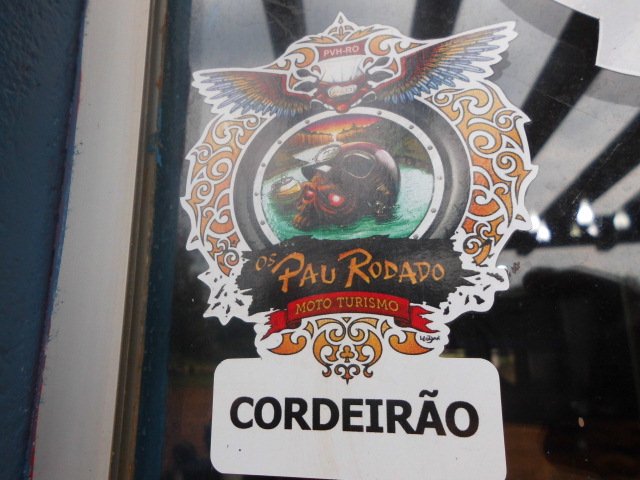 PVH-RO
OS PAU RODADO
MOTO TURISMO
CORDEIRÃO